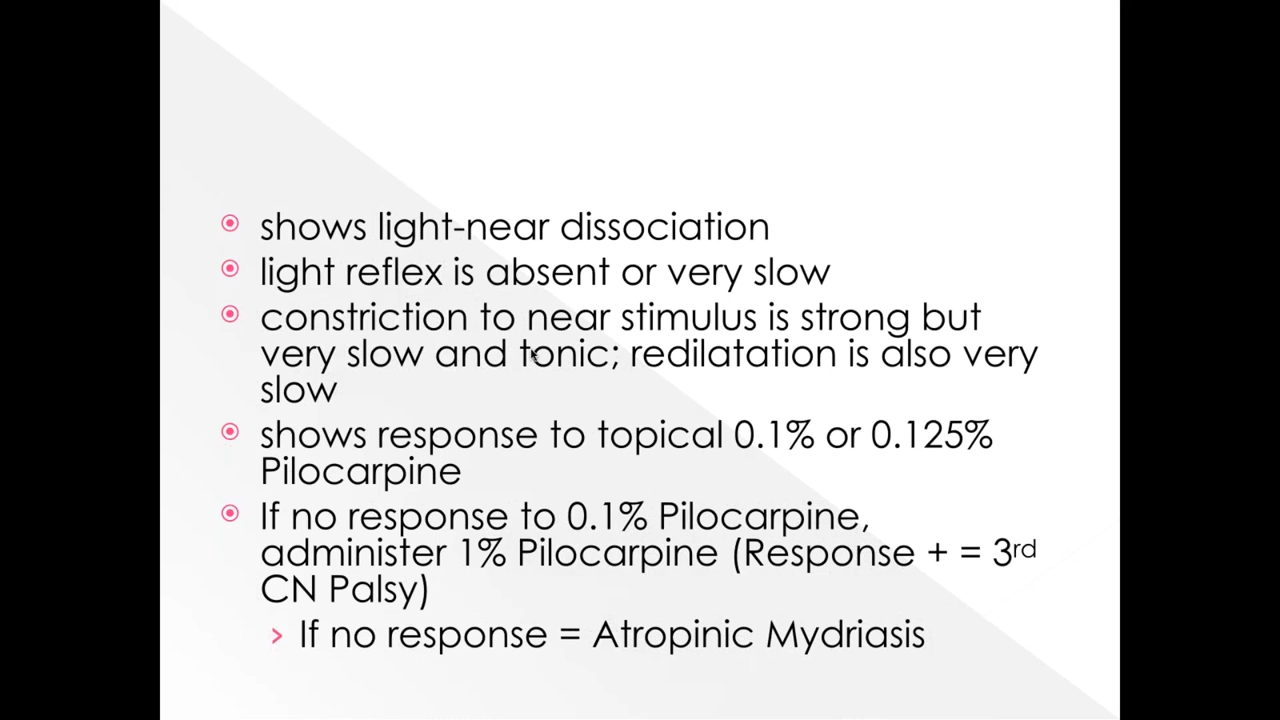 shows light-near dissociation
light reflex is absent or very slow
constriction to near stimulus is strong but
very slow and tonic; redilatation is also very
slow
shows response to topical 0.1% or 0.125%
Pilocarpine
If no response to 0.1% Pilocarpine,
administer 1% Pilocarpine (Response + = 3rd
CN Palsy)
If no response = Atropinic Mydriasis